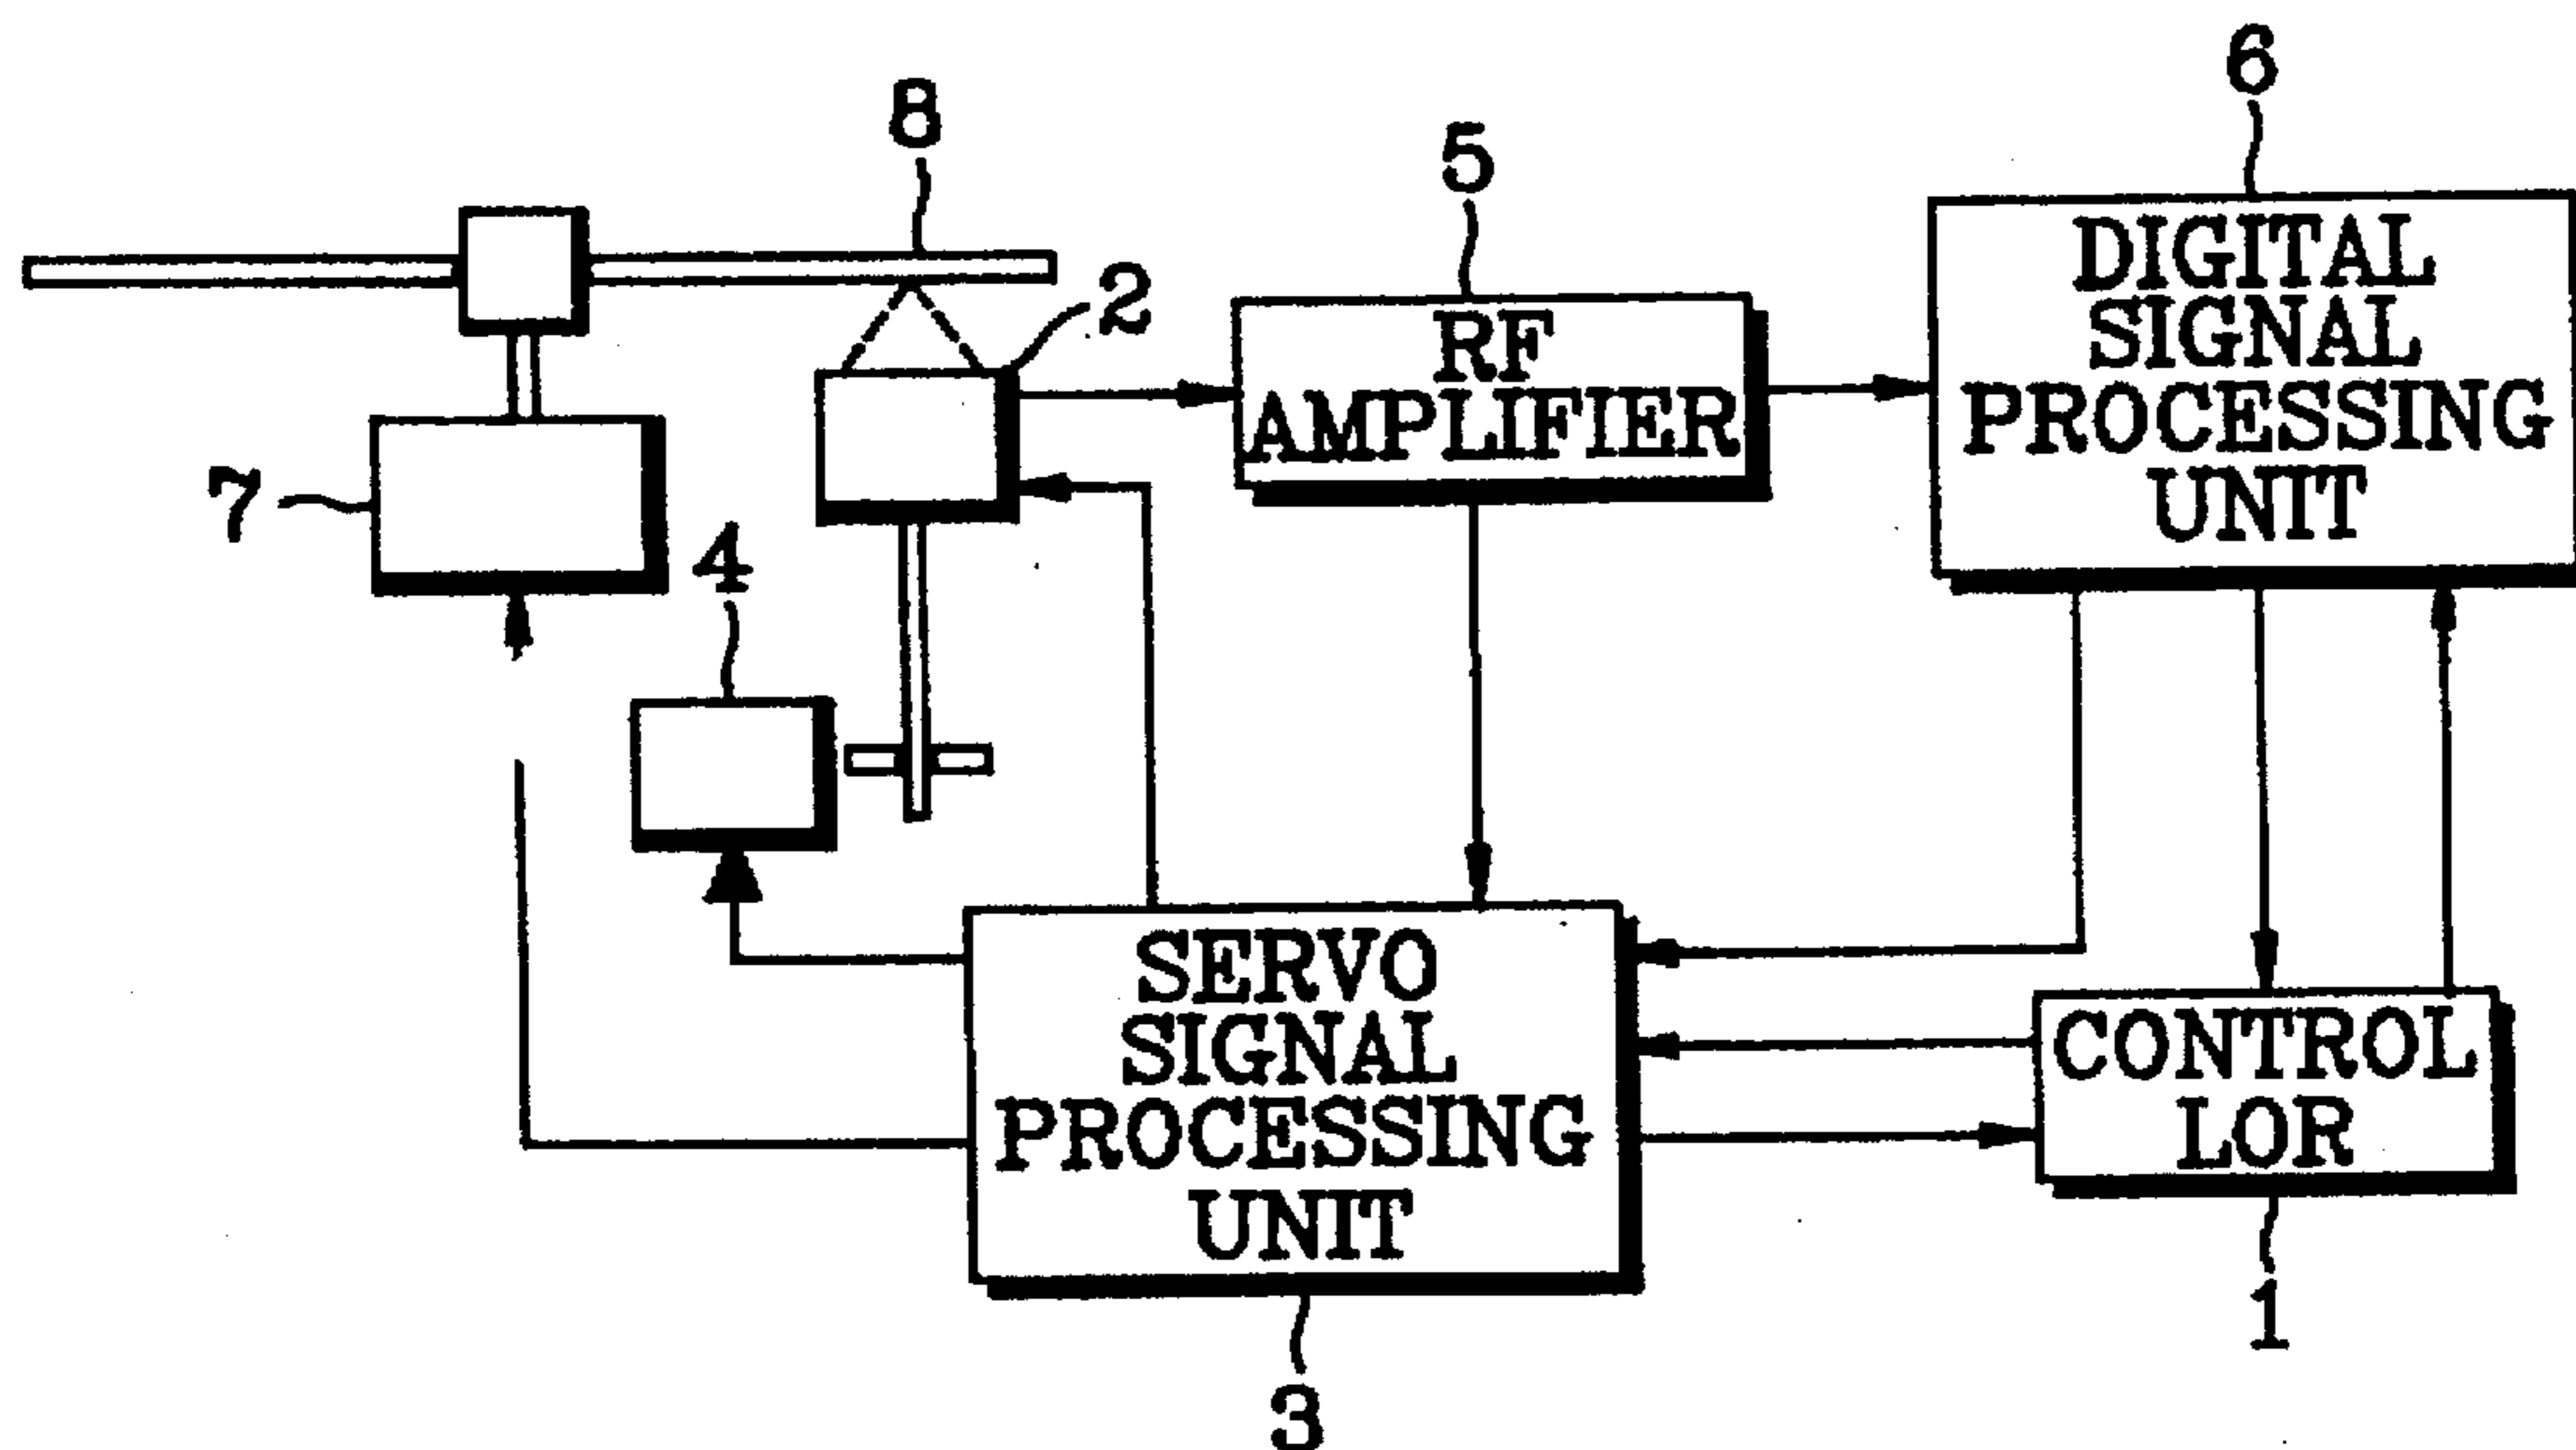 8
6
5
DIGITAL
SIGNAL
PROCESSING
UNIT
2
RF
AMPLIFIER
7
4
SERVO
SIGNAL
PROCESSING
UNIT
CONTROL
LOR
1
3